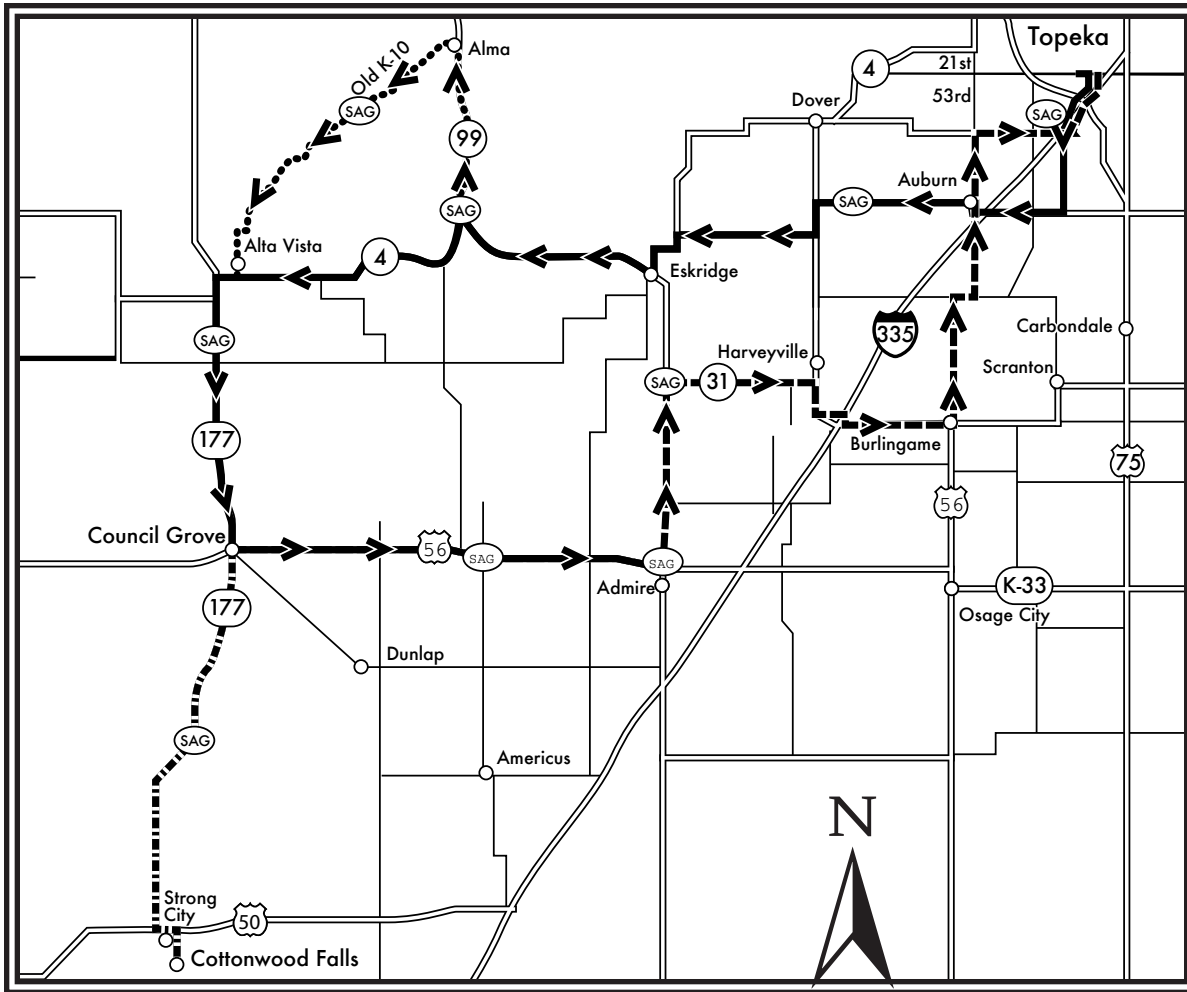 Topeka
Alma
Old K-10
21st
4
53rd
SAG
Dover
SAG
99
Auburn
SAG
SAG
Alta Vista
4
Eskridge
335
Carbondale
SAG
Harveyville
Scranton
SAG
31
177
Burlingame
75
56
Council Grove
56
SAG
SAG
Admire
K-33
177
Osage City
Dunlap
SAG
Americus
N
Strong
City
50
Cottonwood Falls